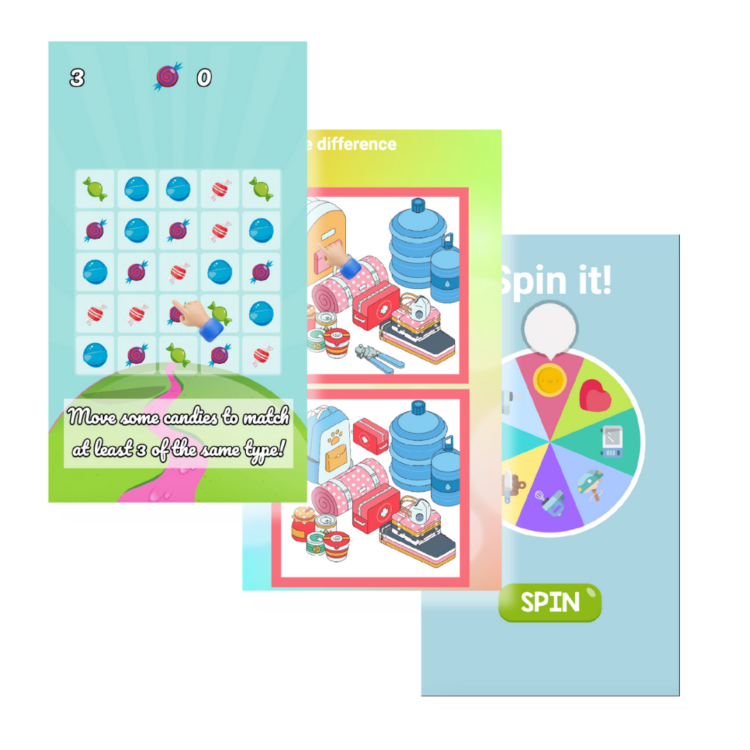 3 0
Move some candies to match
at least 3 of the same type!
e difference
Spin it!
SPIN